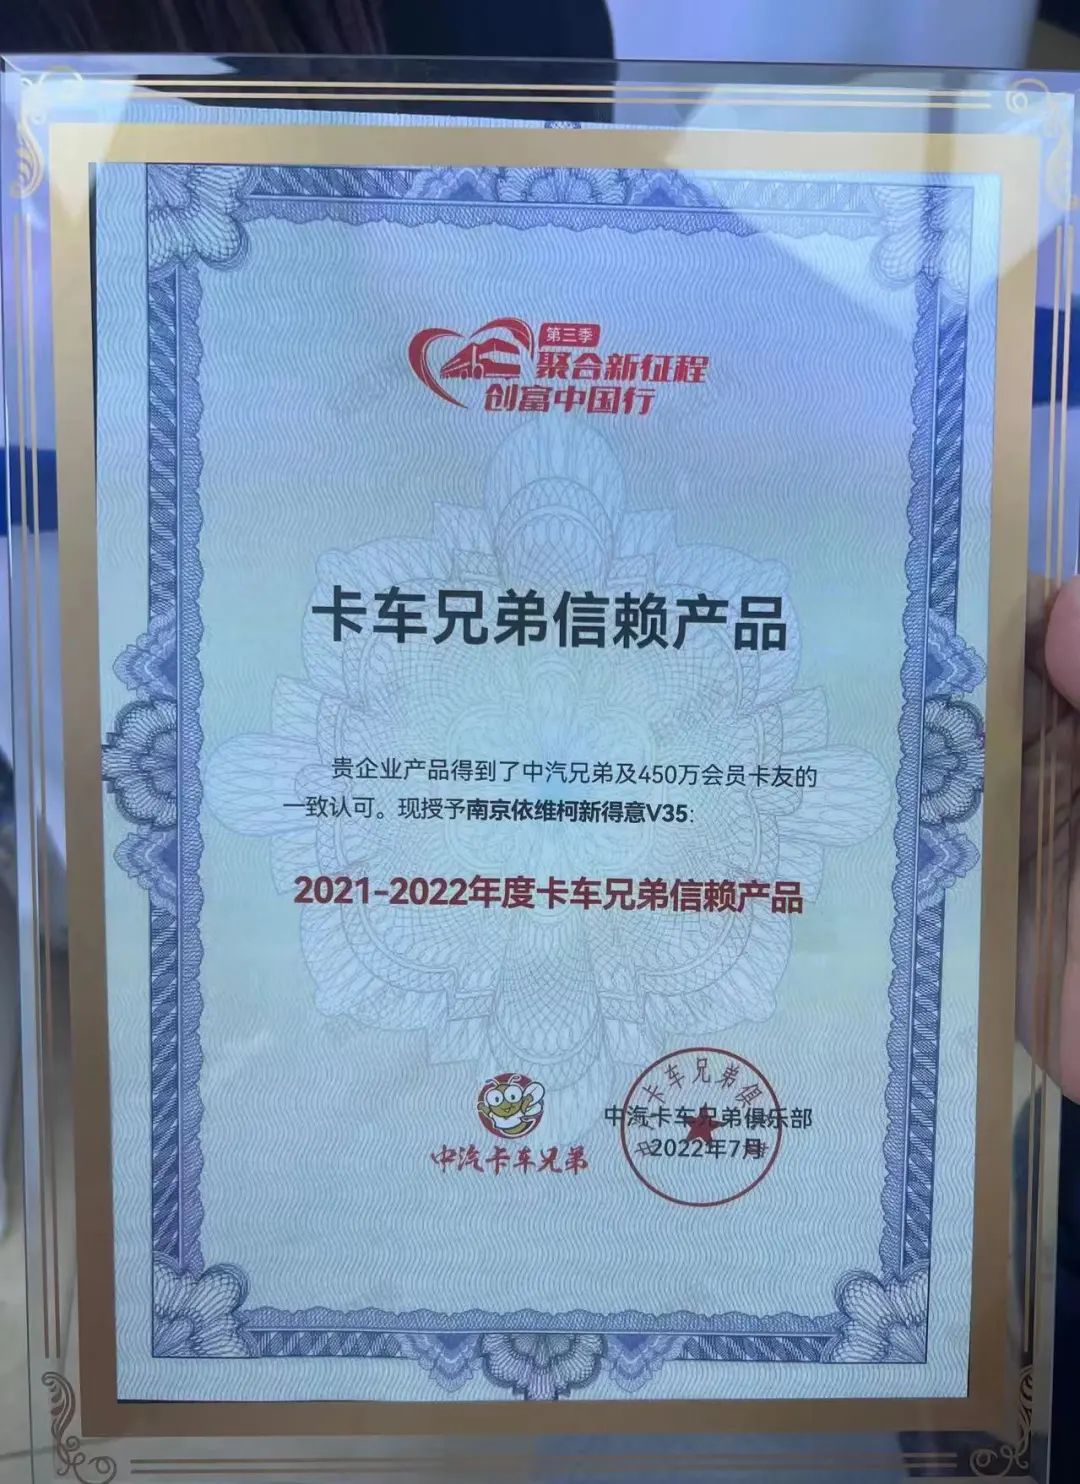 第三季
聚合新征程
创富中国行
卡车兄弟信赖产品
贵企业产品得到了中汽兄弟及450万会员卡友的
一致认可。现授予南京依维柯新得意V35:
2021-2022年度卡车兄弟信赖产品
中汽卡车兄弟
卡车兄弟俱
中汽卡车兄弟俱乐部
2022年7月